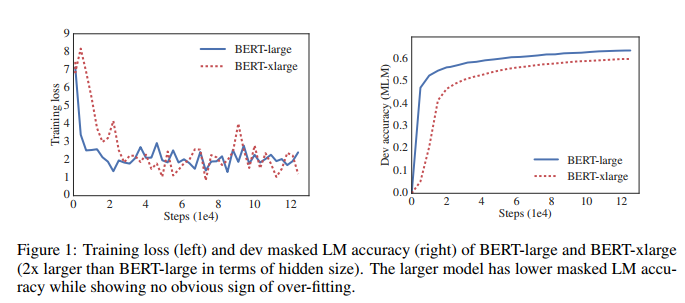 9
8
7
6
5
4
3
2
1
0
Training loss
BERT-large
BERT-xlarge
0 2 4 6 8 10 12
Steps (1e4)
0.6
0.5
0.4
0.3
0.2
0.1
0.0
Dev accuracy (MLM)
BERT-large
BERT-xlarge
0 2 4 6 8 10 12
Steps (1e4)
Figure 1: Training loss (left) and dev masked LM accuracy (right) of BERT-large and BERT-xlarge
(2x larger than BERT-large in terms of hidden size). The larger model has lower masked LM accu-
racy while showing no obvious sign of over-fitting.